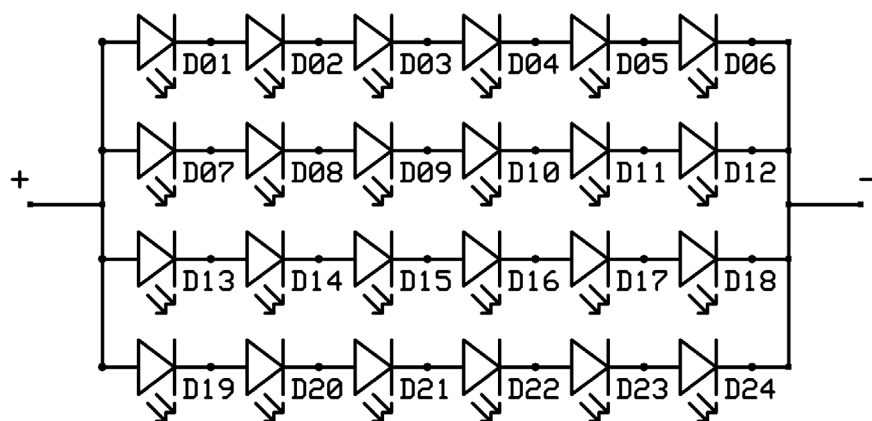 D01 D02 D03 D04 D05 D06
D07 D08 D09 D10 D11 D12
+ -
D13 D14 D15 D16 D17 D18
D19 D20 D21 D22 D23 D24